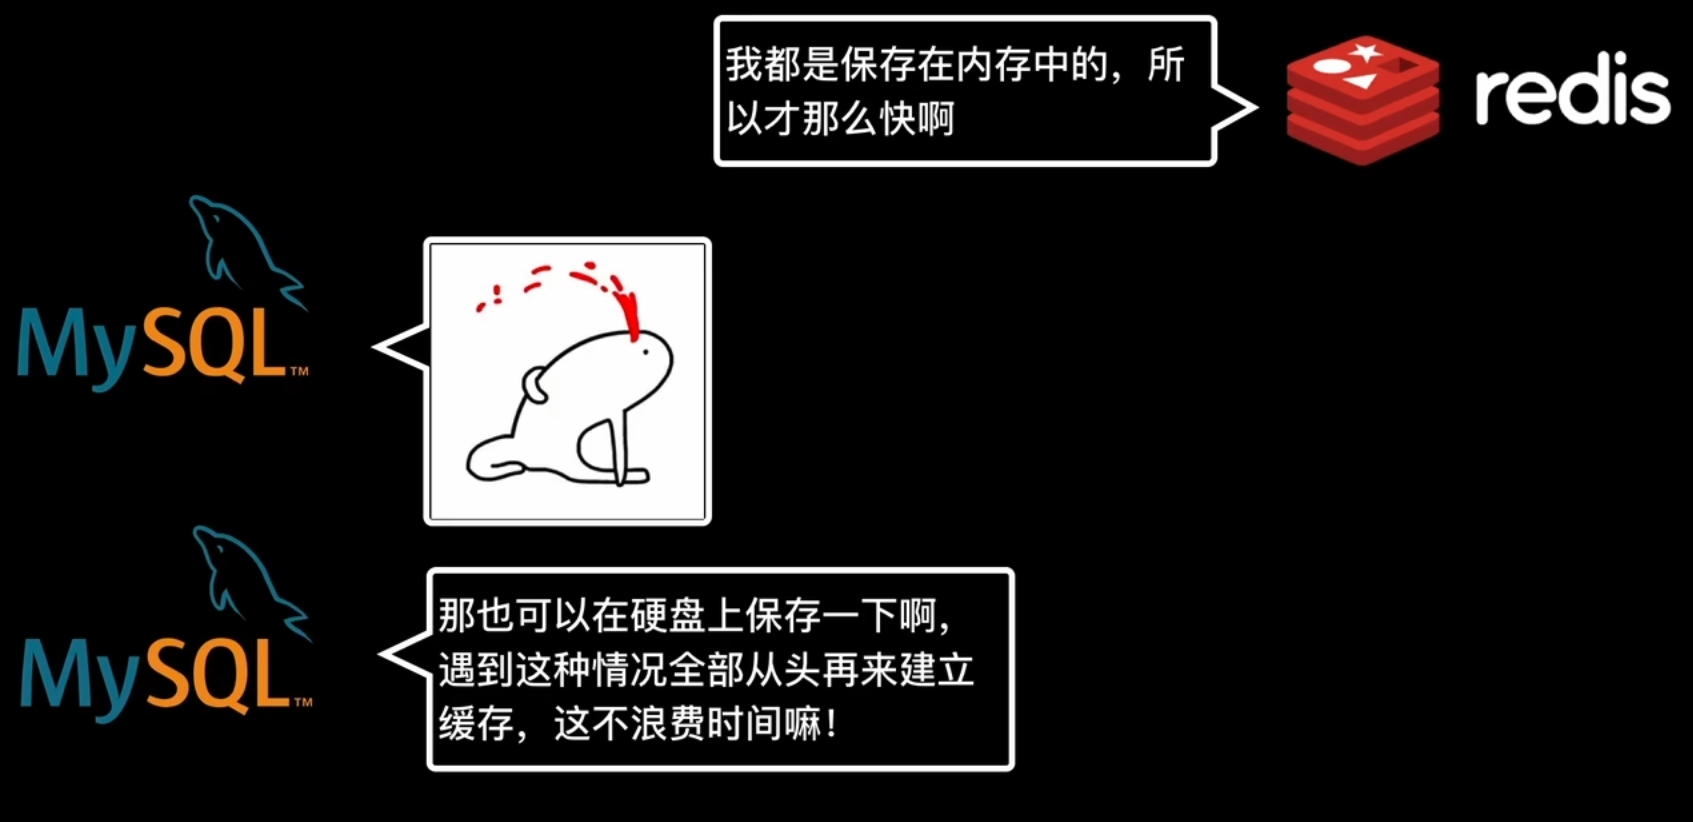 我都是保存在内存中的，所
以才那么快啊
redis
MySQL™
那也可以在硬盘上保存一下啊，
遇到这种情况全部从头再来建立
缓存，这不浪费时间嘛！
MySQL™